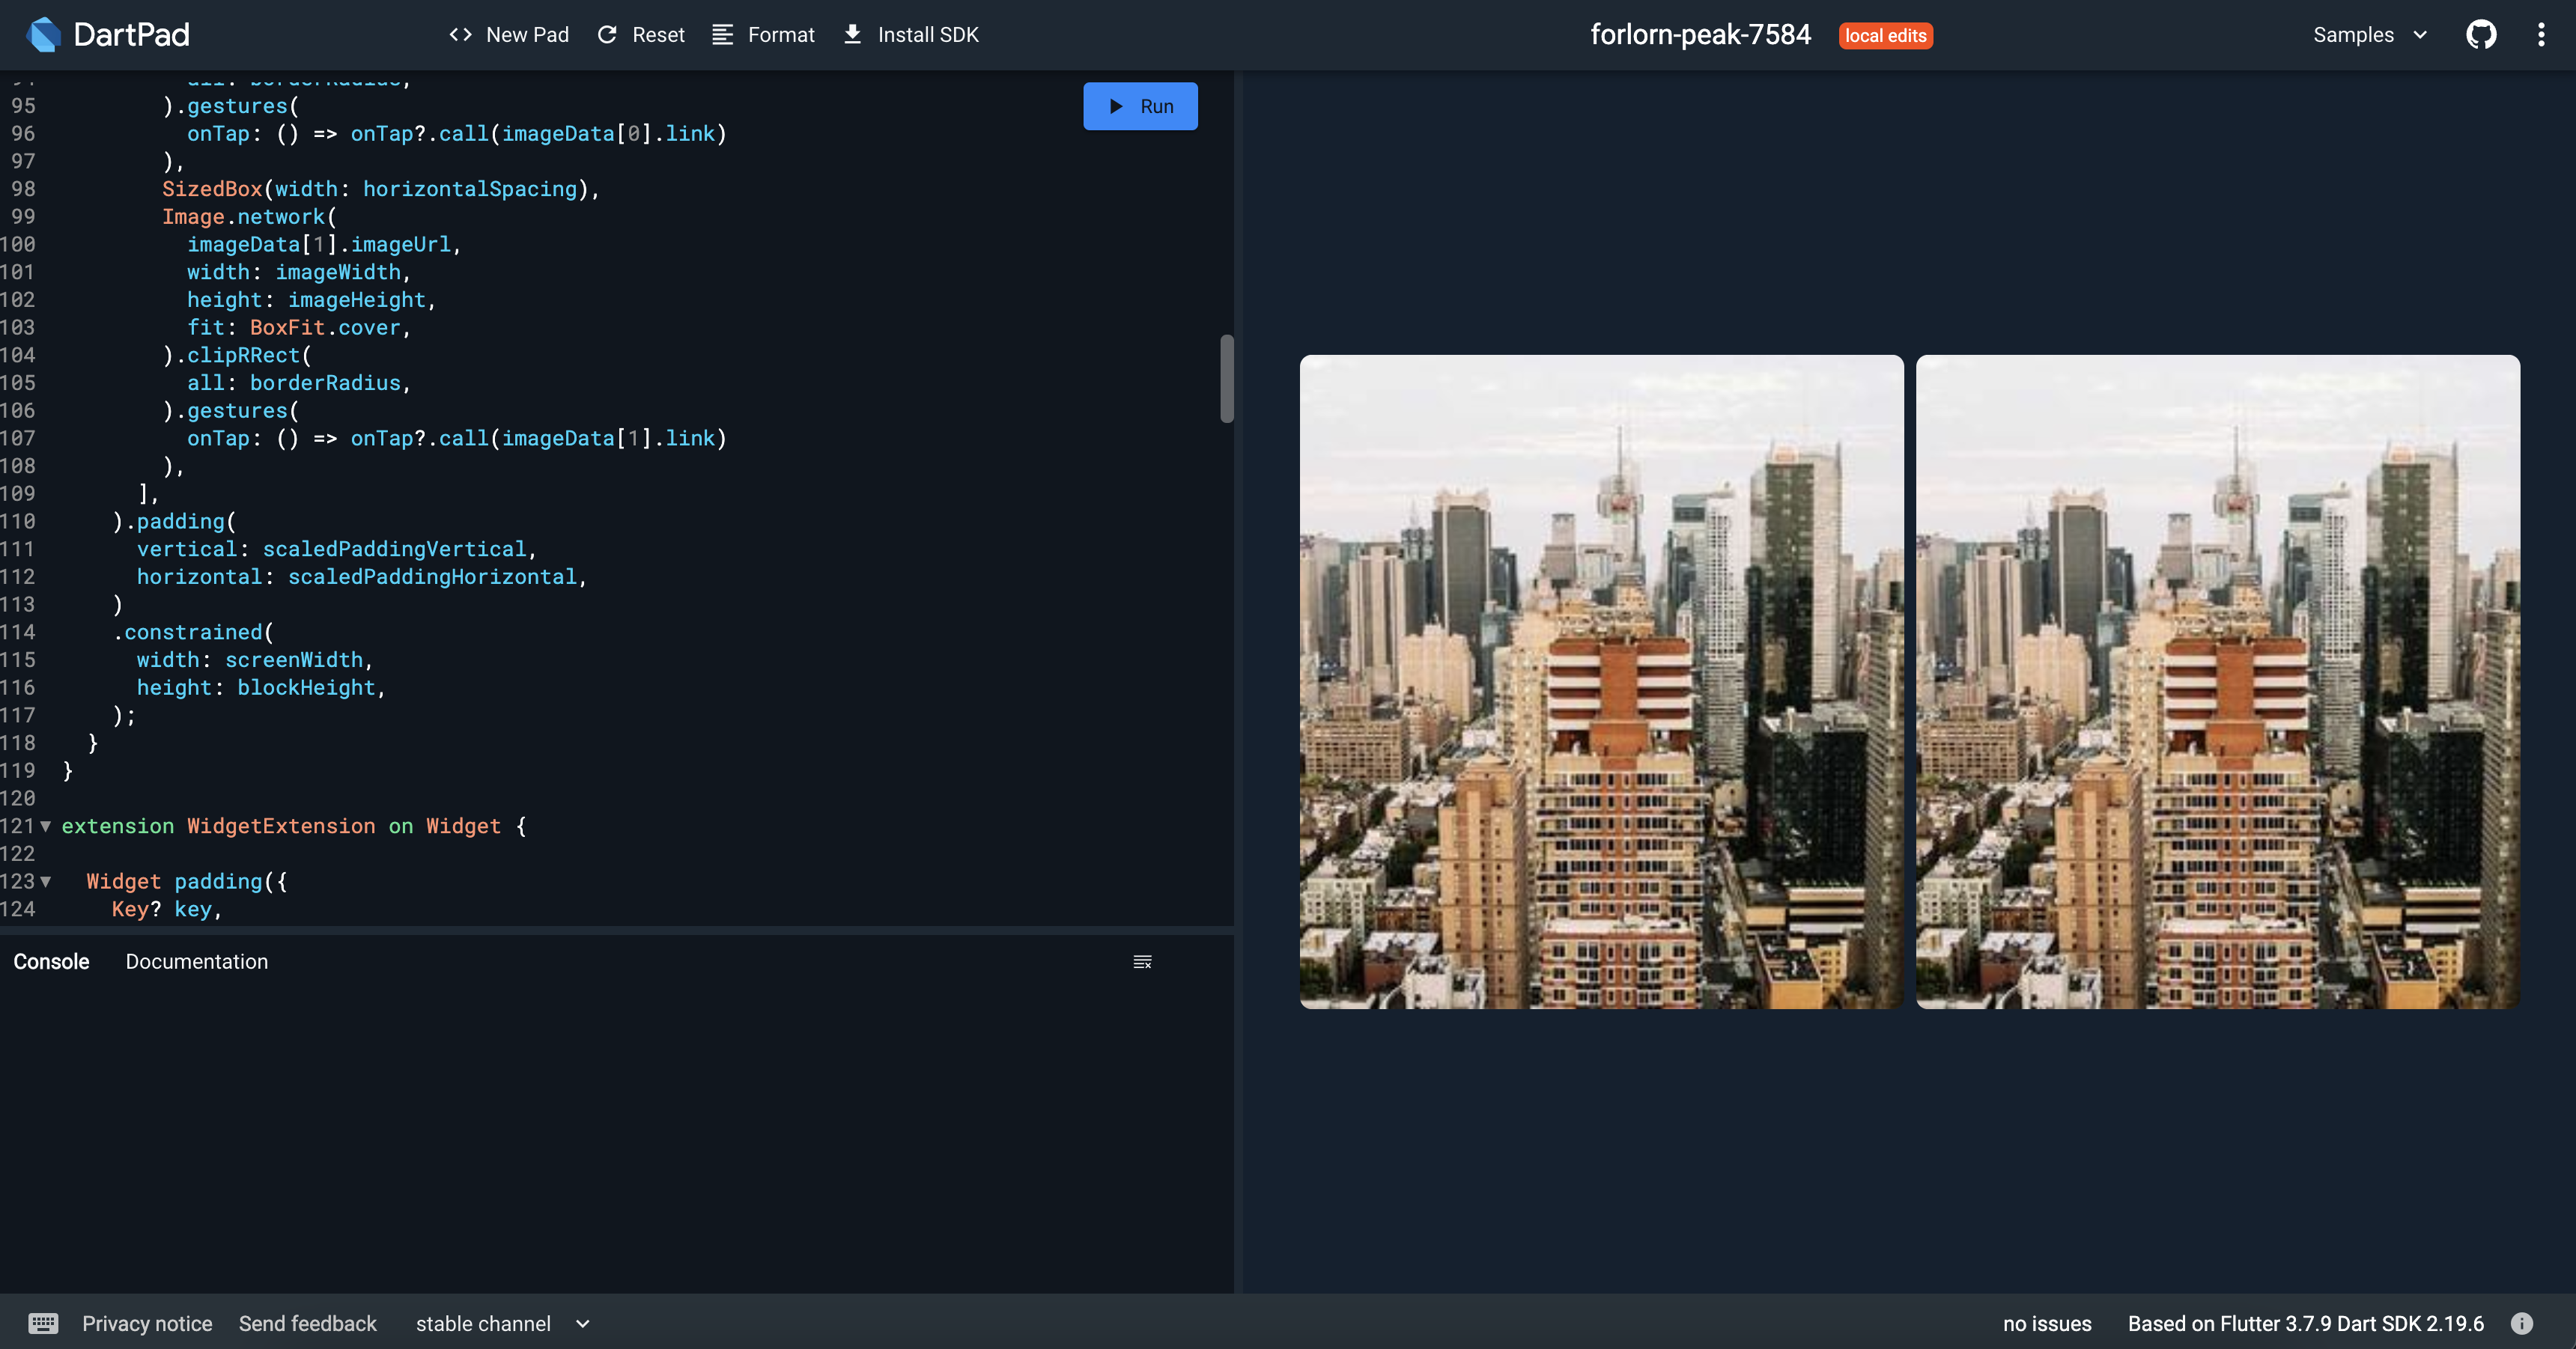 DartPad
New Pad
Reset
Format
Install SDK
forlorn-peak-7584
local edits
Samples
Run
95 ).gestures(
96 onTap: () => onTap?.call(imageData[0].link)
97 ),
98 SizedBox(width: horizontalSpacing),
99 Image.network(
100 imageData[1].imageUrl,
101 width: imageWidth,
102 height: imageHeight,
103 fit: BoxFit.cover,
104 ).clipRRect(
105 all: borderRadius,
106 ).gestures(
107 onTap: () => onTap?.call(imageData[1].link)
108 ),
109 ],
110 ).padding(
111 vertical: scaledPaddingVertical,
112 horizontal: scaledPaddingHorizontal,
113 )
114 .constrained(
115 width: screenWidth,
116 height: blockHeight,
117 );
118 }
119 }
120
121 extension WidgetExtension on Widget {
122
123 Widget padding({
124 Key? key,
Console
Documentation
Privacy notice
Send feedback
stable channel
no issues
Based on Flutter 3.7.9 Dart SDK 2.19.6